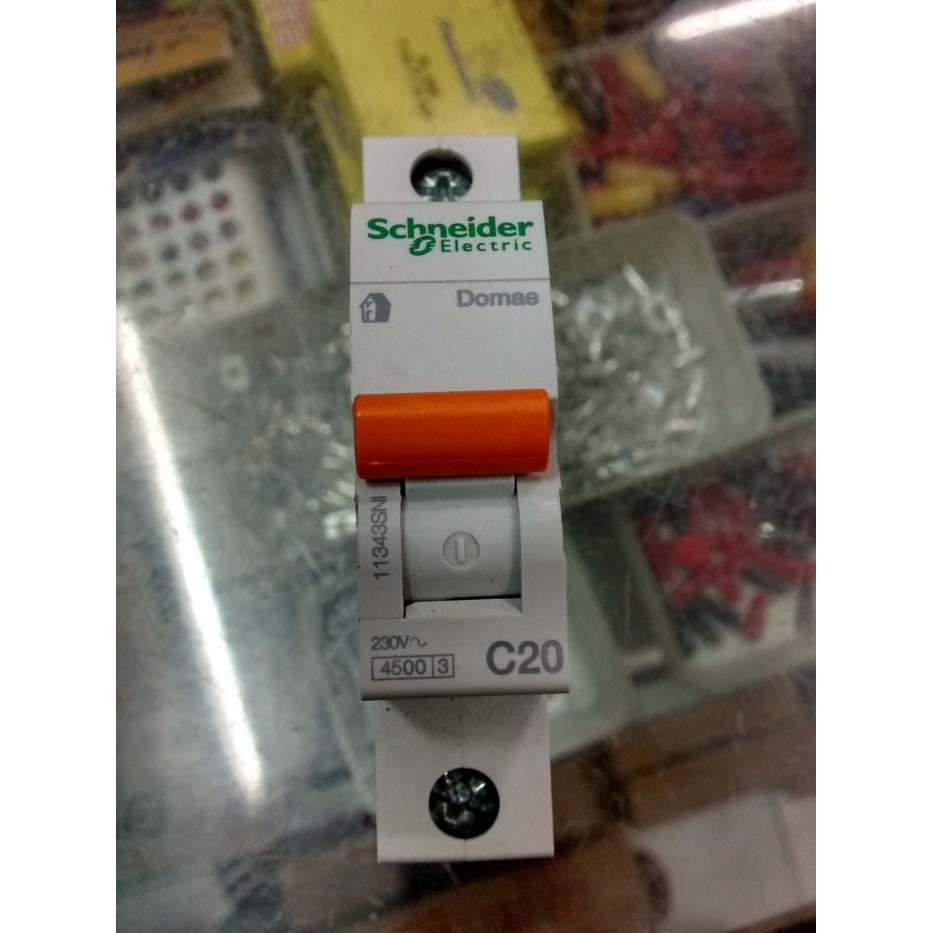 Schneider
Electric
Domae
11343SNI
230V~
4500 3
C20